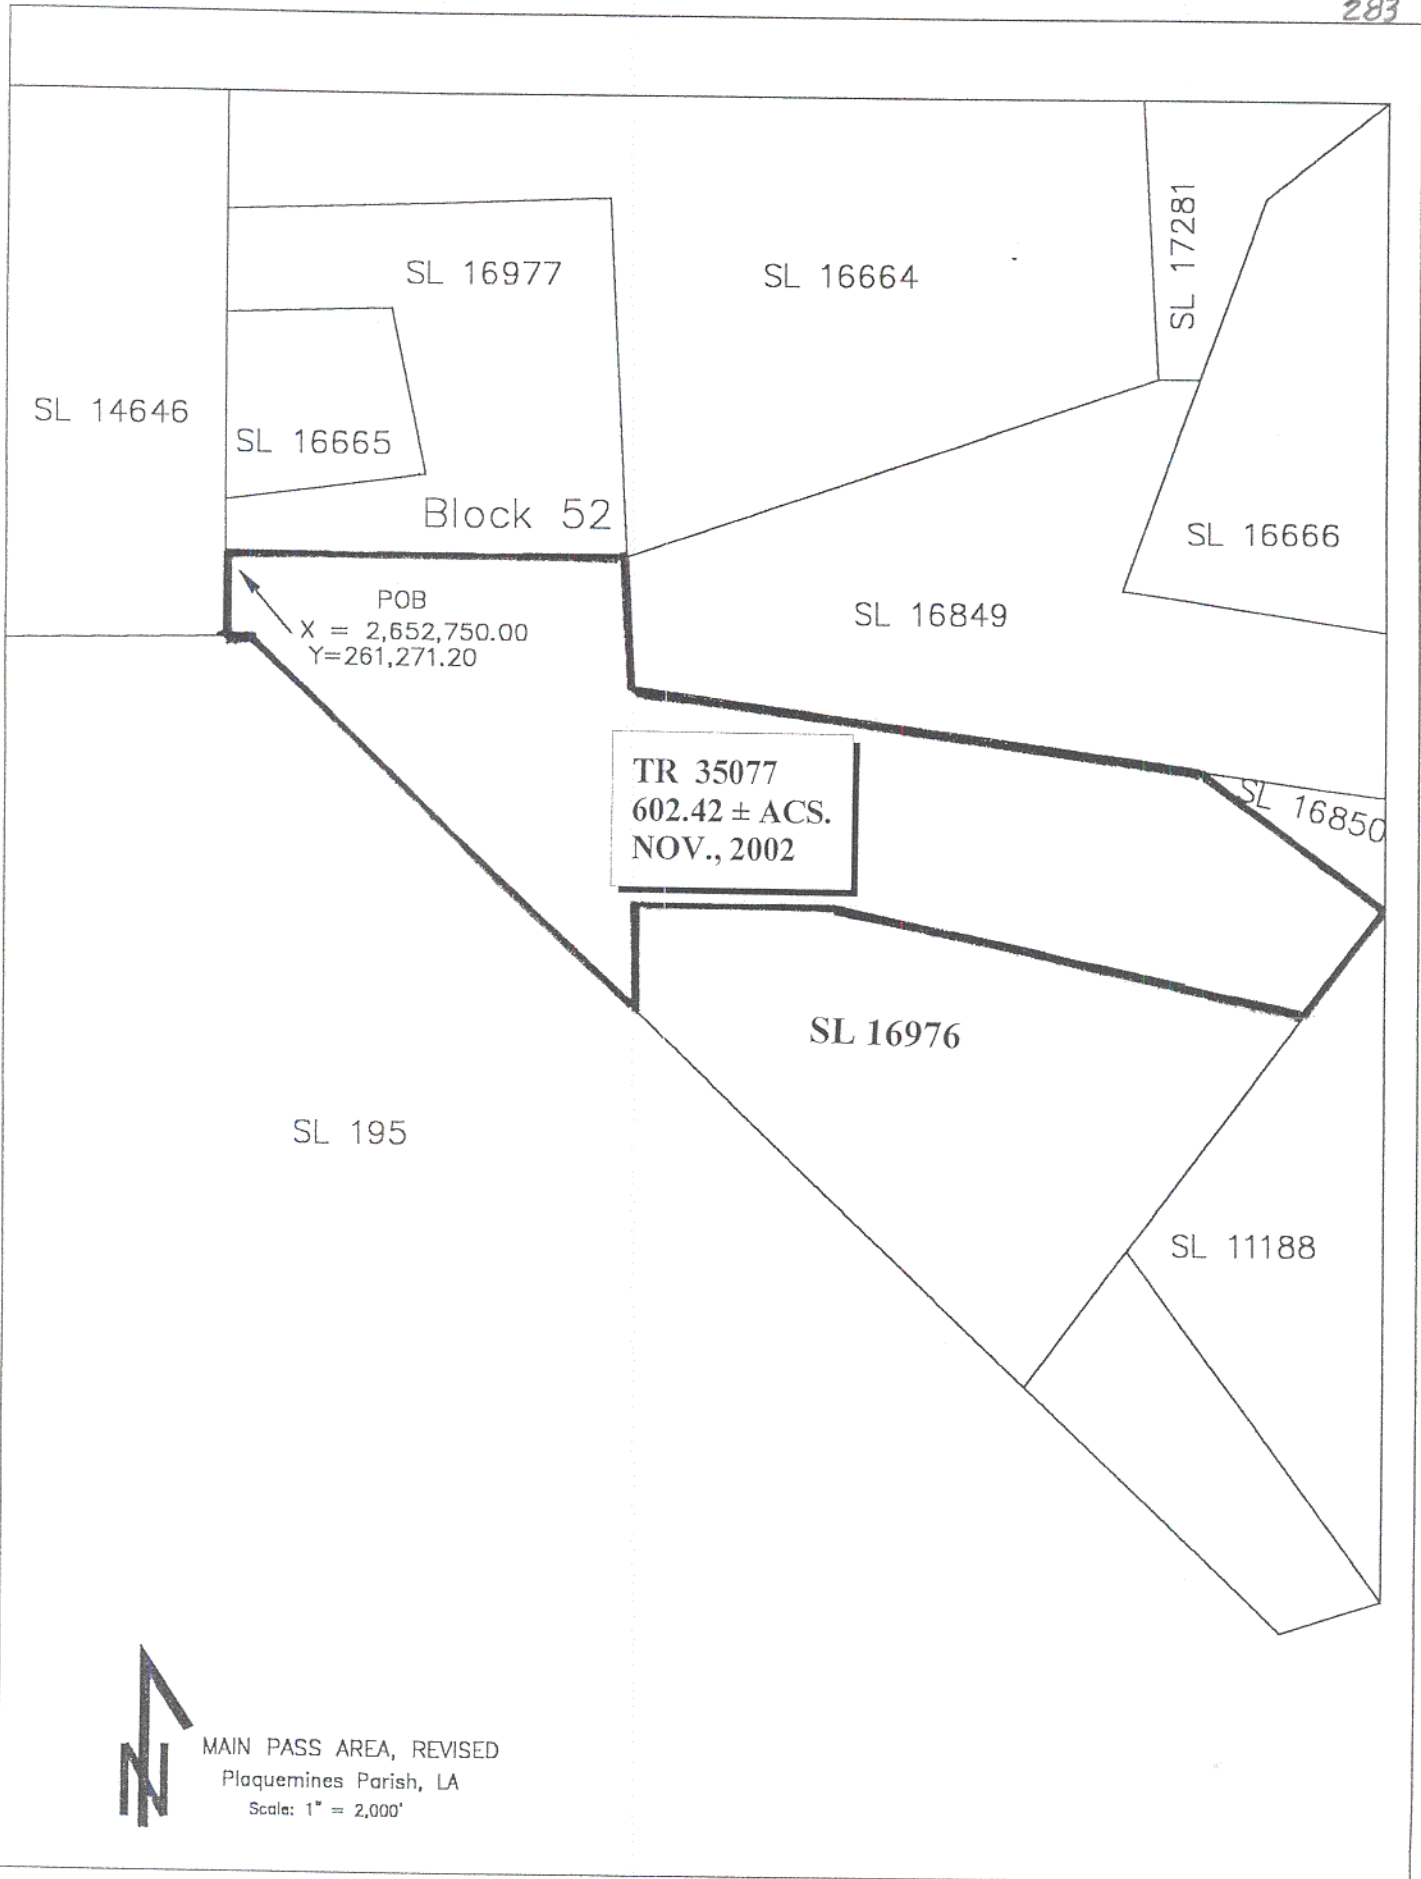 283
SL 17281
SL 16977
SL 16664
SL 14646
SL 16665
Block 52
SL 16666
POB
X = 2,652,750.00
Y=261,271.20
SL 16849
TR 35077
602.42 ± ACS.
NOV., 2002
SL 16850
SL 16976
SL 195
SL 11188
N
MAIN PASS AREA, REVISED
Plaquemines Parish, LA
Scale: 1" = 2,000'